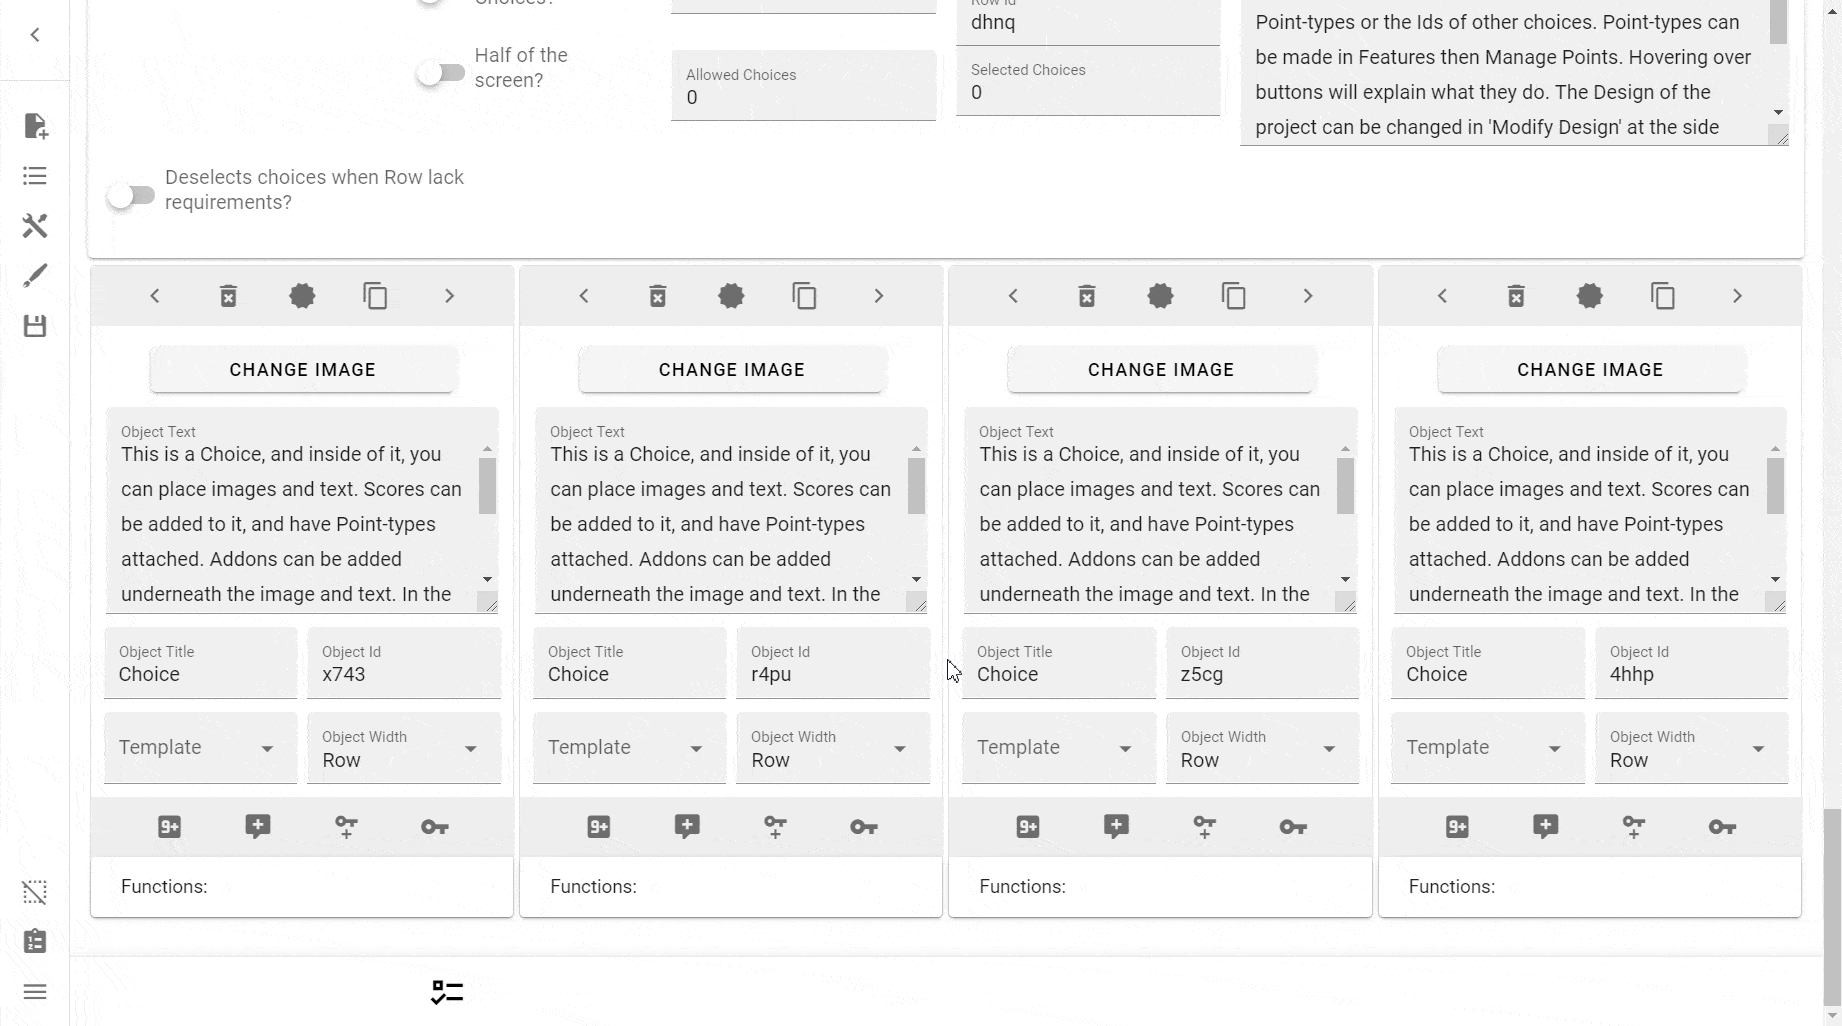 Half of the
screen?
Allowed Choices
0
Row Id
dhnq
Selected Choices
0
Point-types or the Ids of other choices. Point-types can
be made in Features then Manage Points. Hovering over
buttons will explain what they do. The Design of the
project can be changed in 'Modify Design' at the side
Deselects choices when Row lack
requirements?
CHANGE IMAGE
Object Text
This is a Choice, and inside of it, you
can place images and text. Scores can
be added to it, and have Point-types
attached. Addons can be added
underneath the image and text. In the
Object Title
Choice
Object Id
x743
Template
Object Width
Row
9+
Functions:
CHANGE IMAGE
Object Text
This is a Choice, and inside of it, you
can place images and text. Scores can
be added to it, and have Point-types
attached. Addons can be added
underneath the image and text. In the
Object Title
Choice
Object Id
r4pu
Template
Object Width
Row
9+
Functions:
CHANGE IMAGE
Object Text
This is a Choice, and inside of it, you
can place images and text. Scores can
be added to it, and have Point-types
attached. Addons can be added
underneath the image and text. In the
Object Title
Choice
Object Id
z5cg
Template
Object Width
Row
9+
Functions:
CHANGE IMAGE
Object Text
This is a Choice, and inside of it, you
can place images and text. Scores can
be added to it, and have Point-types
attached. Addons can be added
underneath the image and text. In the
Object Title
Choice
Object Id
4hhp
Template
Object Width
Row
9+
Functions: